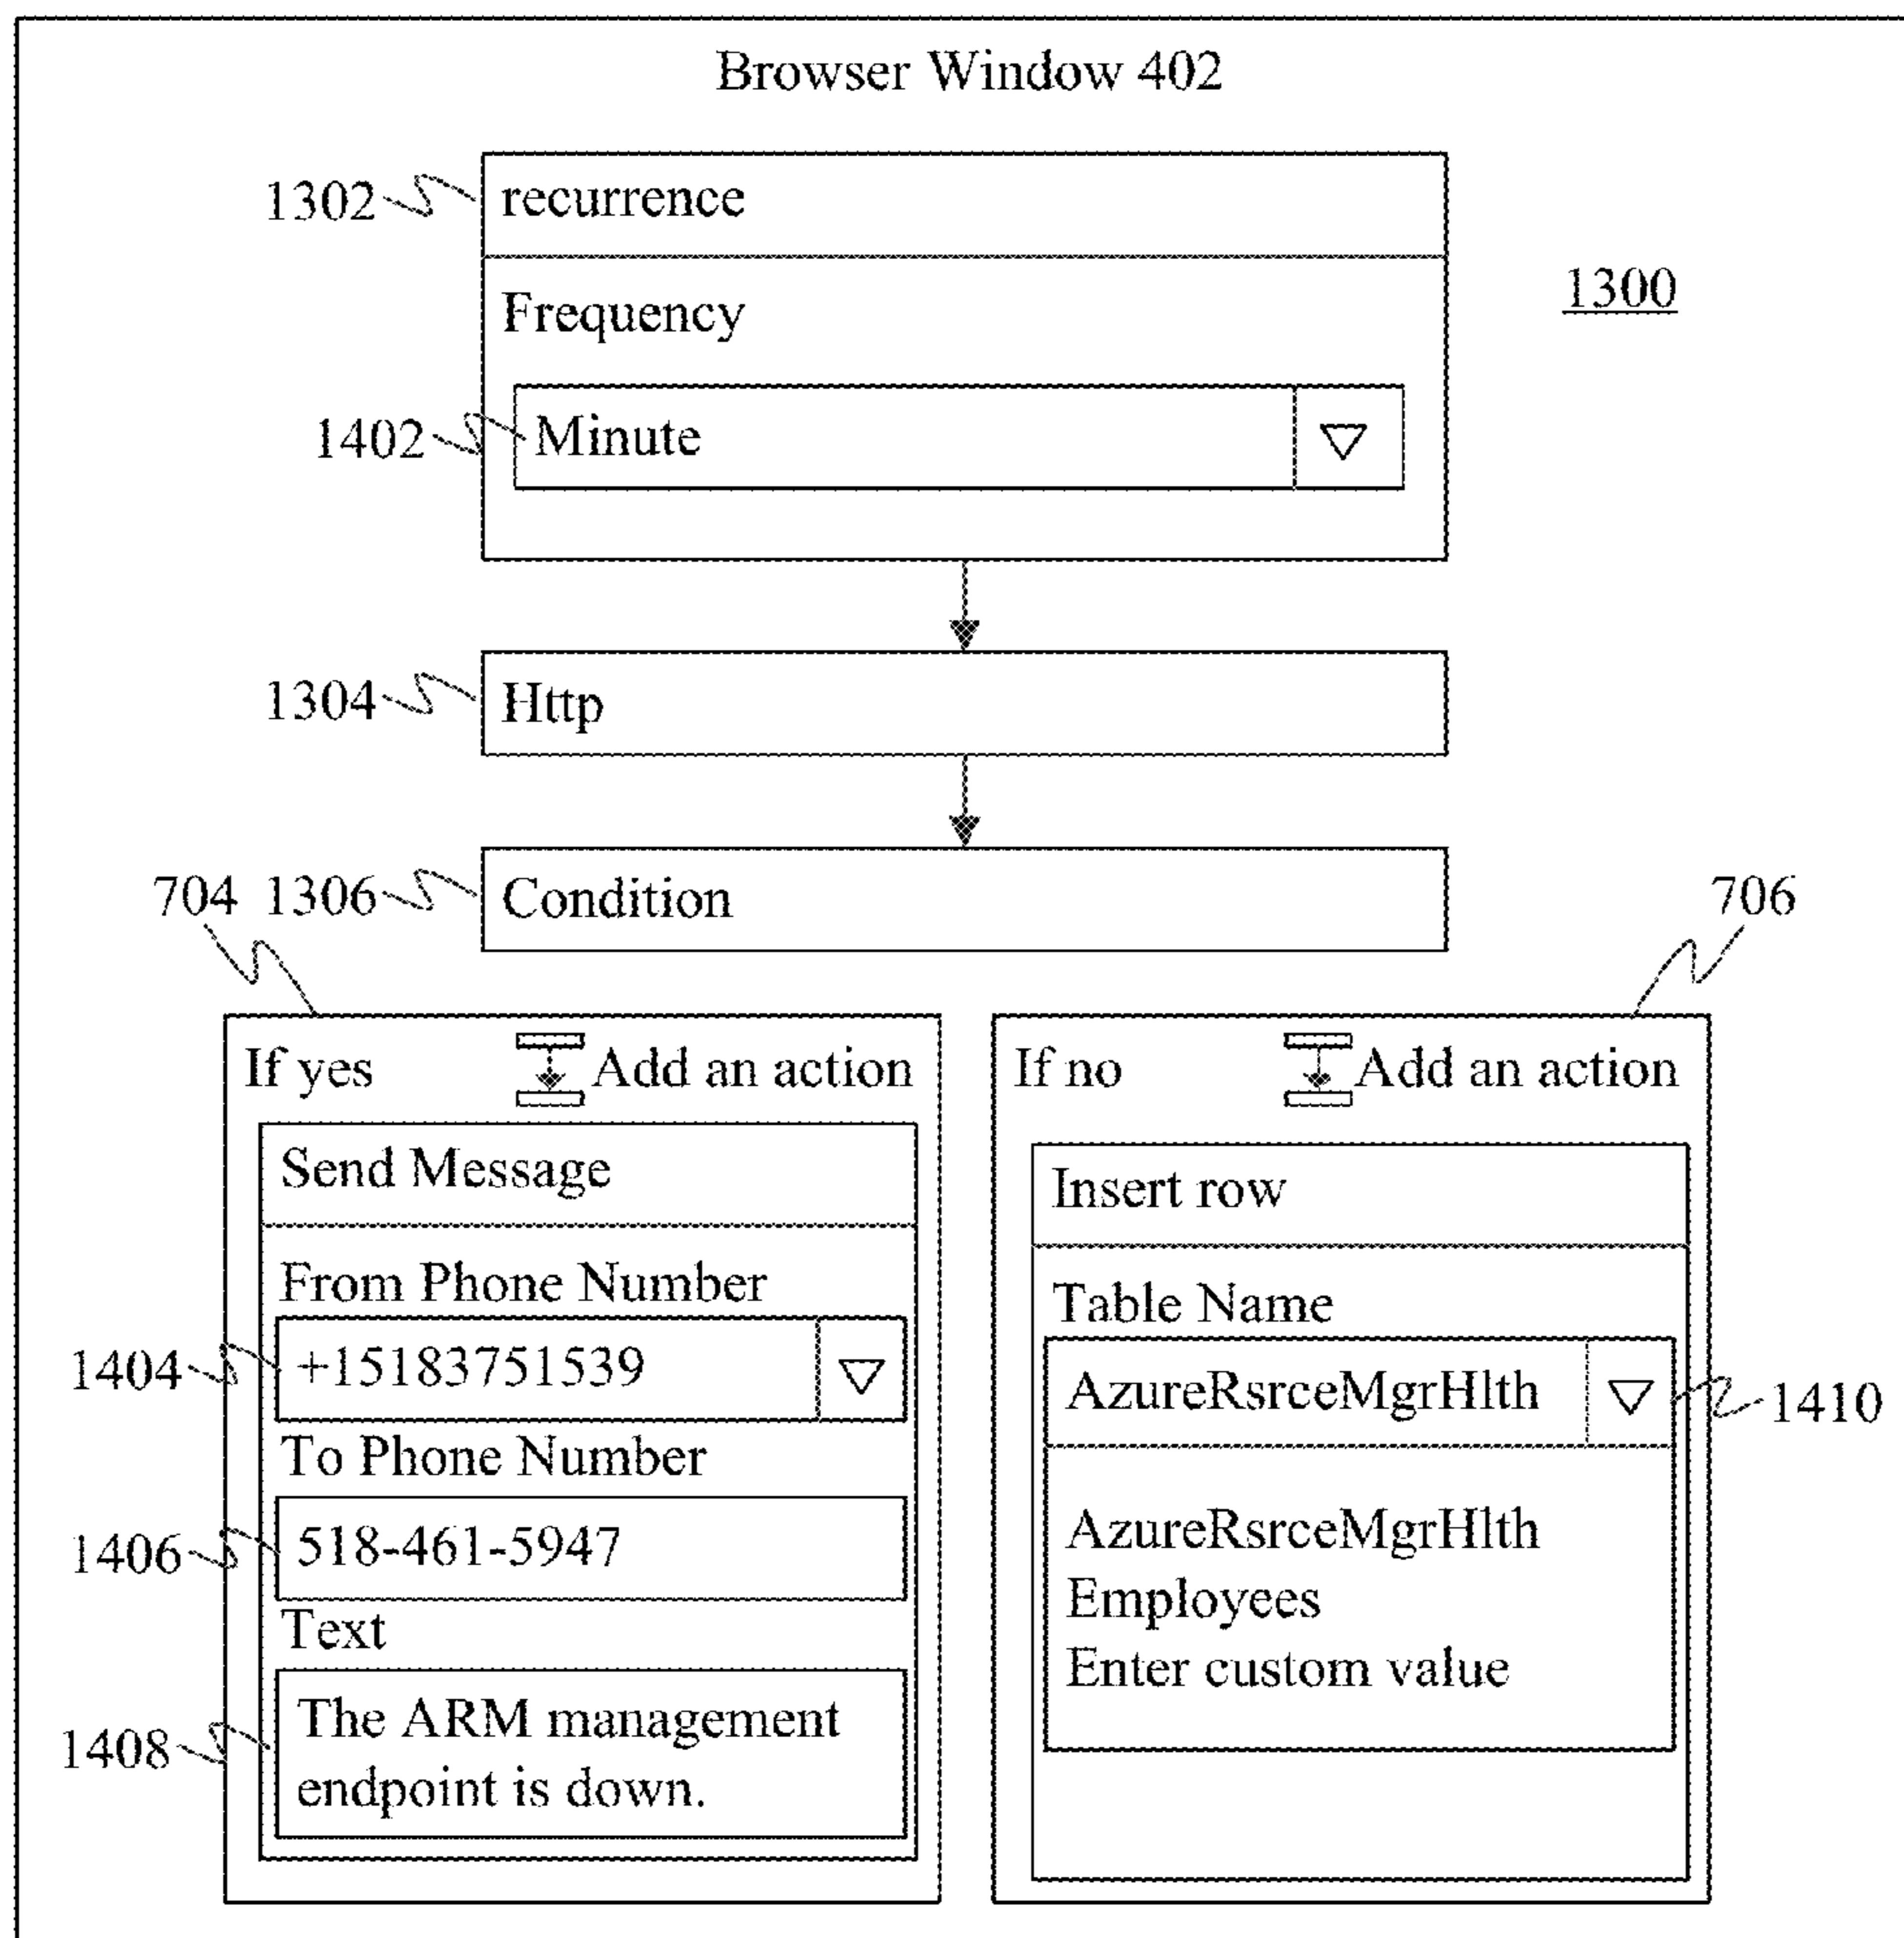 Browser Window 402
1302
recurrence
1300
Frequency
1402
Minute
1304
Http
704
1306
Condition
706
If yes
Add an action
Send Message
From Phone Number
1404
+15183751539
To Phone Number
1406
518-461-5947
Text
1408
The ARM management
endpoint is down.
If no
Add an action
Insert row
Table Name
AzureRsrceMgrHlth
1410
AzureRsrceMgrHlth
Employees
Enter custom value